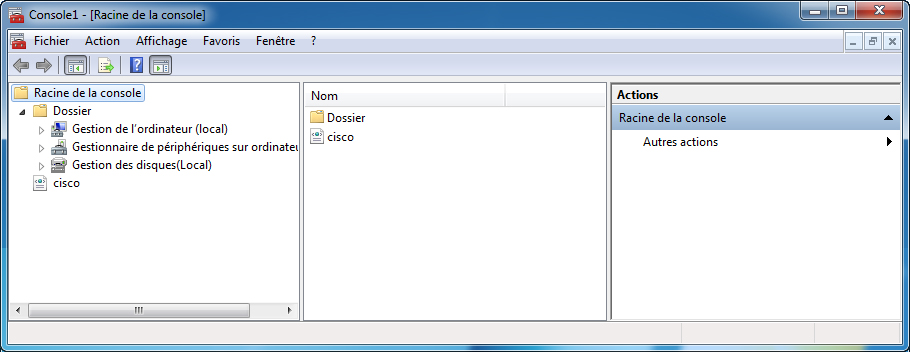 Console1 - [Racine de la console]
Fichier Action Affichage Favoris Fenêtre ?
Racine de la console
Dossier
Gestion de l'ordinateur (local)
Gestionnaire de périphériques sur ordinateu
Gestion des disques(Local)
cisco
Nom
Dossier
cisco
Actions
Racine de la console
Autres actions